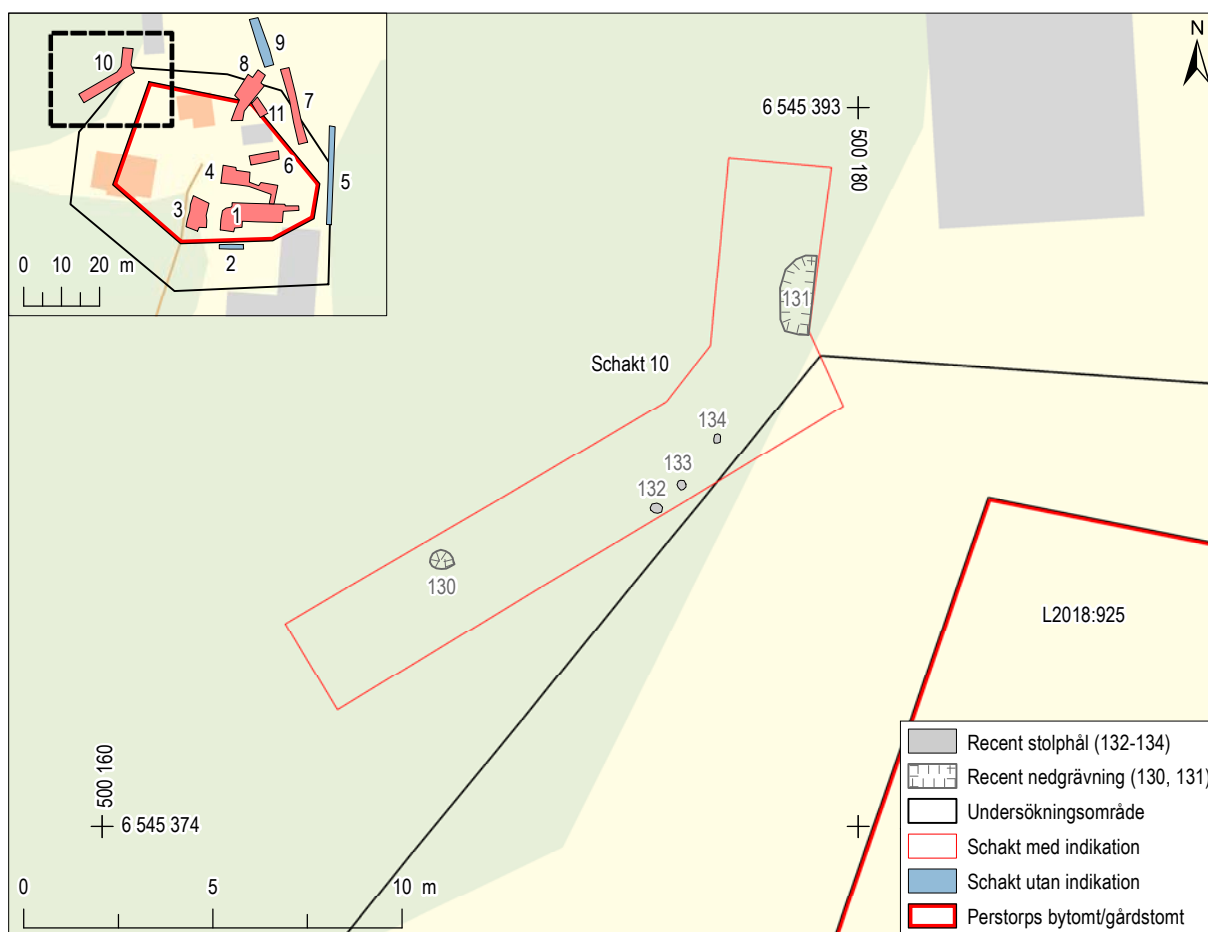 10
9
8
7
11
6
4
5
3
1
2
0 10 20 m
N
6 545 393
500 180
131
Schakt 10
134
133
132
130
L2018:925
500 160
6 545 374
0 5 10 m
Recent stolphål (132-134)
Recent nedgrävning (130, 131)
Undersökningsområde
Schakt med indikation
Schakt utan indikation
Perstorps bytomt/gårdstomt